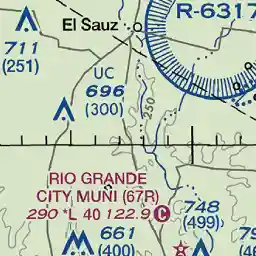 El Sauz
R-6317
711
(251)
UC
696
(300)
250
RIO GRANDE
CITY MUNI (67R)
290 *L 40 122.9 C
748
(499)
661
(400)